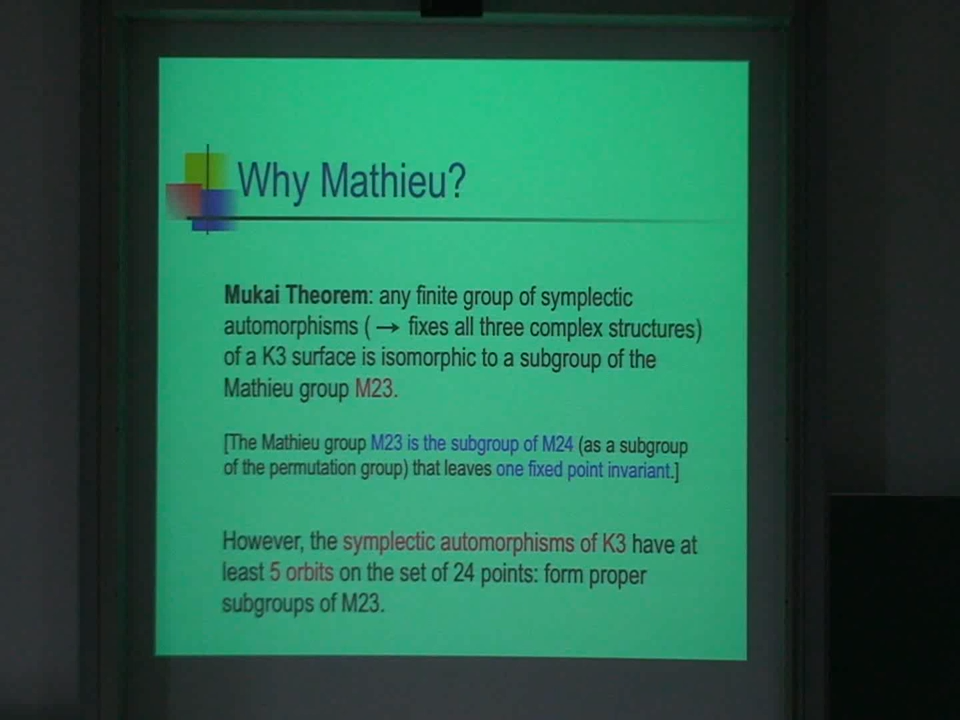 Why Mathieu?
Mukai Theorem: any finite group of symplectic
automorphisms ( → fixes all three complex structures)
of a K3 surface is isomorphic to a subgroup of the
Mathieu group M23.
[The Mathieu group M23 is the subgroup of M24 (as a subgroup
of the permutation group) that leaves one fixed point invariant.]
However, the symplectic automorphisms of K3 have at
least 5 orbits on the set of 24 points: form proper
subgroups of M23.